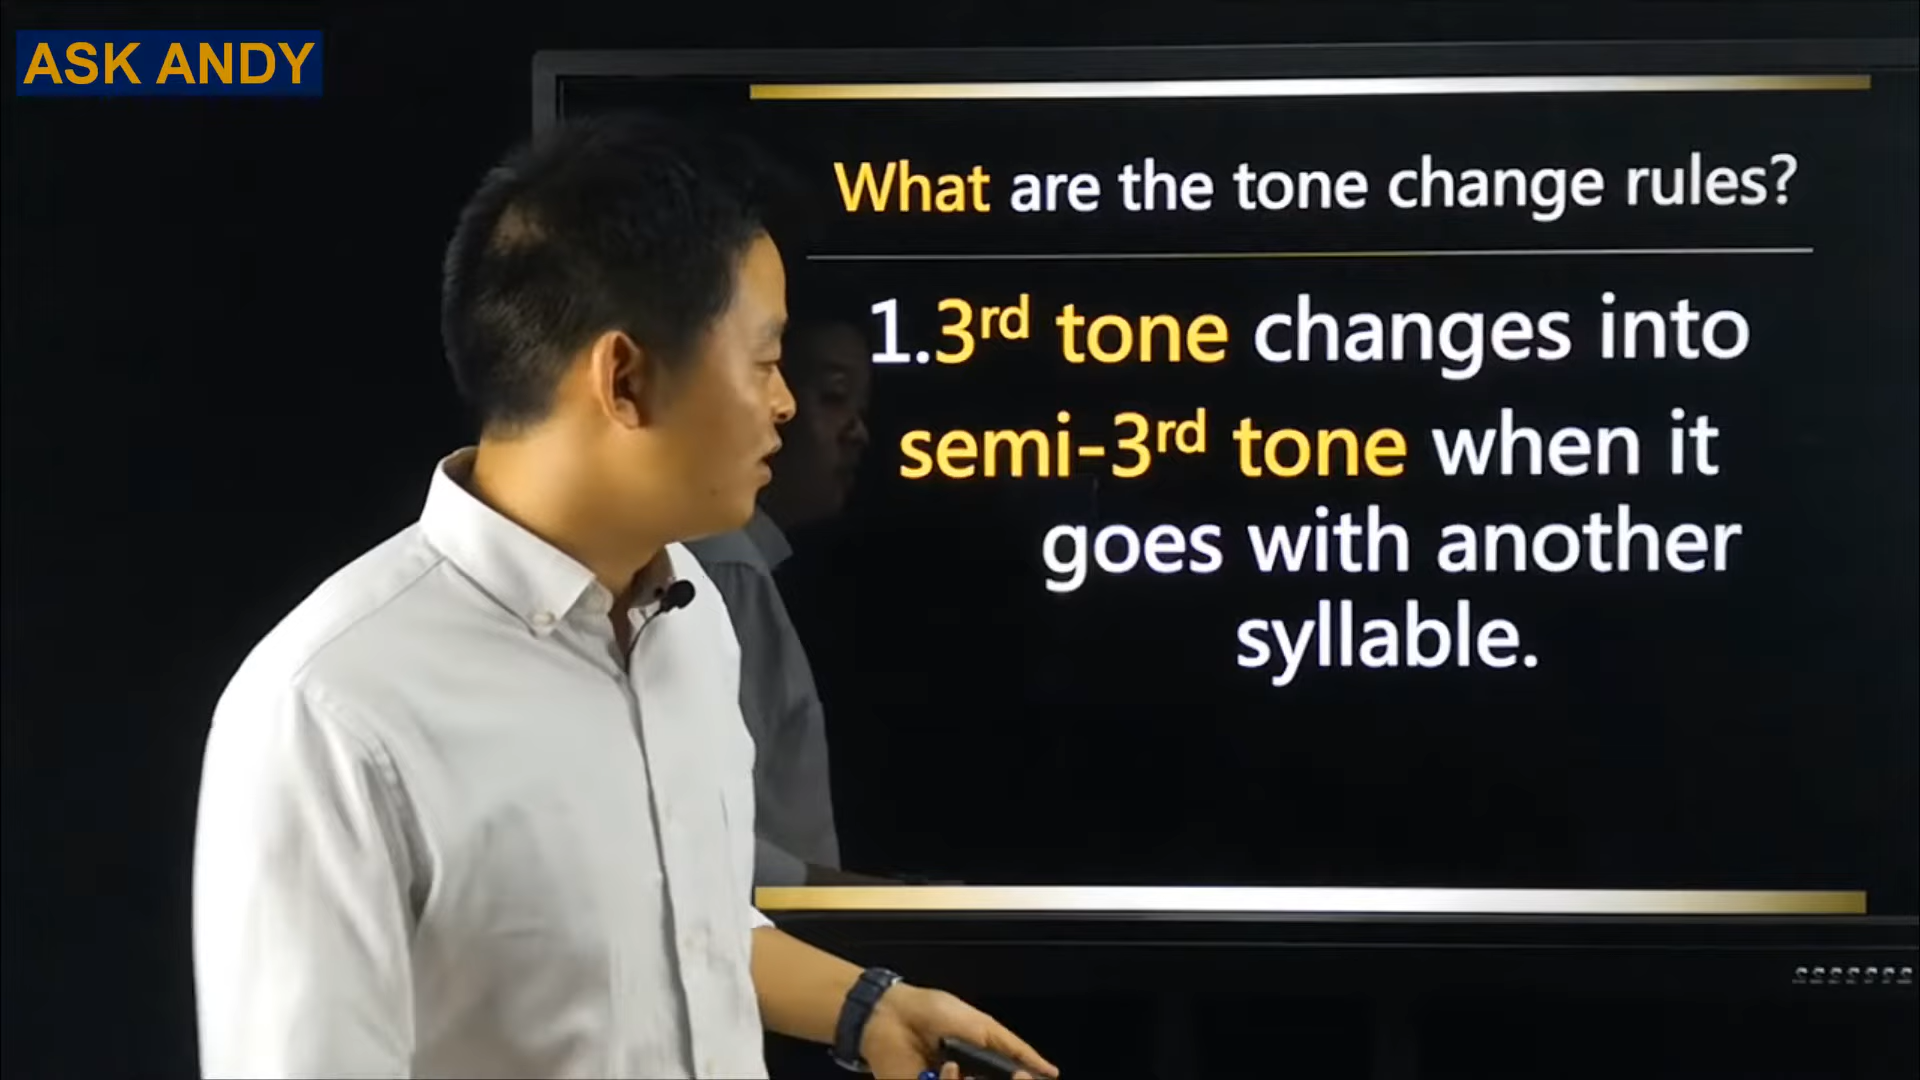 ASK ANDY
What are the tone change rules?
1.3rd tone changes into
semi-3rd tone when it
goes with another
syllable.